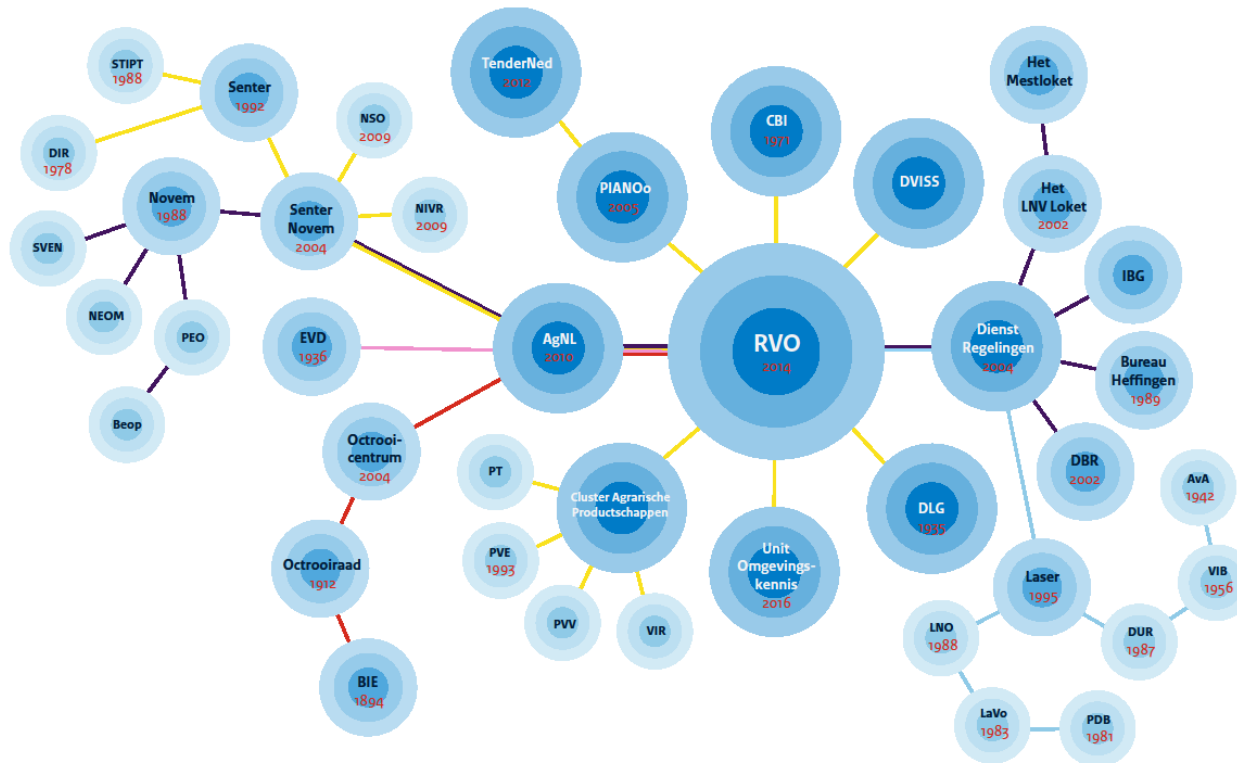 STIPT
1988
Senter
1992
DIR
1978
NSO
2009
Novem
1988
Senter
Novem
2004
NIVR
2009
SVEN
NEOM
PEO
Beop
EVD
1936
AgNL
2010
Octrooi-
centrum
2004
Octrooiraad
1912
BIE
1894
TenderNed
2012
PIANOo
2005
CBI
1971
DVISS
RVO
2014
Cluster Agrarische
Productschappen
PT
PVE
1993
PVV
VIR
Unit
Omgevings-
kennis
2016
DLG
1935
Het
Mestloket
Het
LNV Loket
2002
IBG
Dienst
Regelingen
2004
Bureau
Heffingen
1989
DBR
2002
AvA
1942
VIB
1956
Laser
1995
DUR
1987
LNO
1988
LaVo
1983
PDB
1981